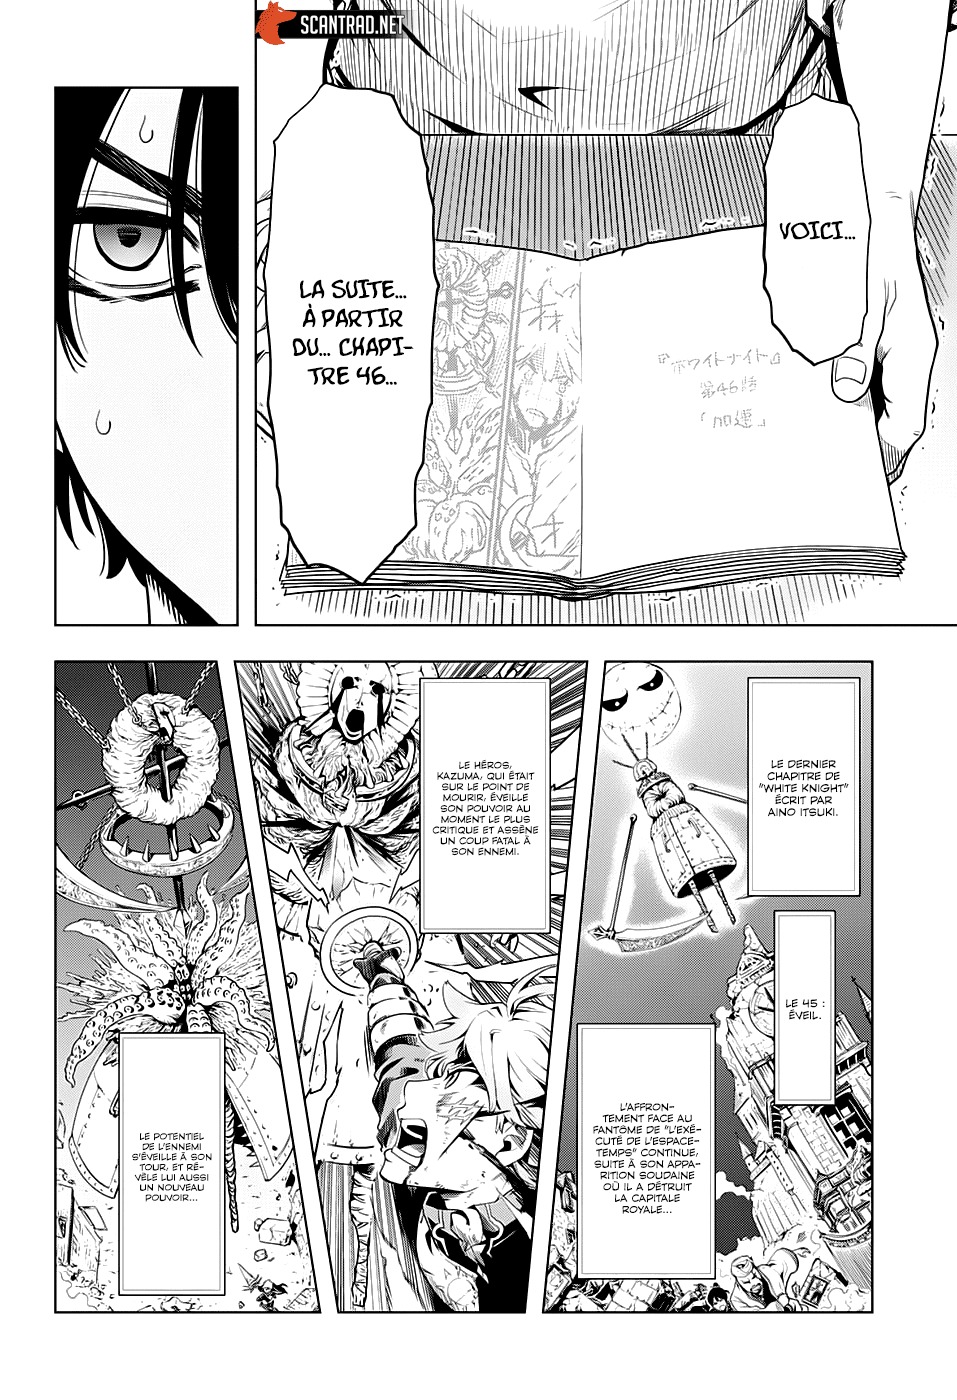 SCANTRAD.NET
VOICI...
LA SUITE...
À PARTIR
DU... CHAPI-
TRE 46...
『ホワイトナイト』
第46話
「加速」
LE DERNIER
CHAPITRE DE
"WHITE KNIGHT"
ÉCRIT PAR
AINO ITSUKI.
LE 45 :
ÉVEIL.
L'AFFRON-
TEMENT FACE AU
FANTÔME DE "L'EXÉ-
CUTÉ DE L'ESPACE-
TEMPS" CONTINUE,
SUITE À SON APPA-
RITION SOUDAINE
OÙ IL A DÉTRUIT
LA CAPITALE
ROYALE...
LE HÉROS,
KAZUMA, QUI ÉTAIT
SUR LE POINT DE
MOURIR, ÉVEILLE
SON POUVOIR AU
MOMENT LE PLUS
CRITIQUE ET ASSÈNE
UN COUP FATAL À
SON ENNEMI.
LE POTENTIEL
DE L'ENNEMI
S'ÉVEILLE À SON
TOUR, ET RÉ-
VÈLE LUI AUSSI
UN NOUVEAU
POUVOIR...